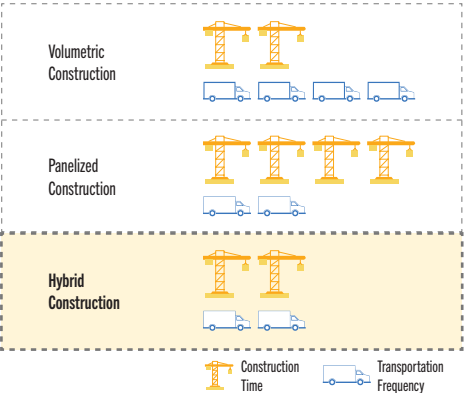 Volumetric
Construction
Panelized
Construction
Hybrid
Construction
Construction
Time
Transportation
Frequency